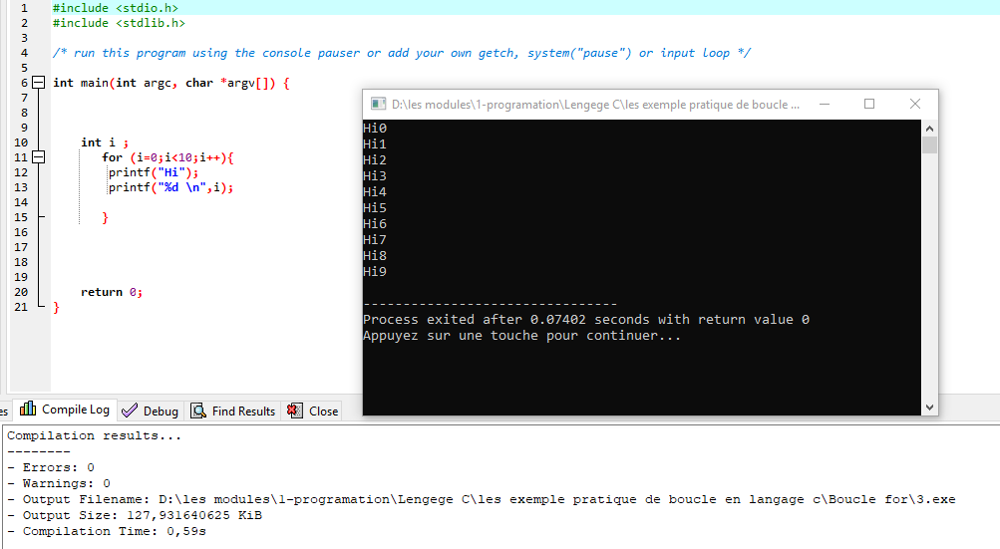 1 #include <stdio.h>
2 #include <stdlib.h>
3
4 /* run this program using the console pauser or add your own getch, system("pause") or input loop */
5
6 int main(int argc, char *argv[]) {
7
8
9
10 int i ;
11 for (i=0;i<10;i++){
12 printf("Hi");
13 printf("%d \n",i);
14
15 }
16
17
18
19
20 return 0;
21 }
D:\les modules\1-programation\Lengege C\les exemple pratique de boucle ...
Hi0
Hi1
Hi2
Hi3
Hi4
Hi5
Hi6
Hi7
Hi8
Hi9
--------------------------------
Process exited after 0.07402 seconds with return value 0
Appuyez sur une touche pour continuer...
es Compile Log Debug Find Results Close
Compilation results...
--------
- Errors: 0
- Warnings: 0
- Output Filename: D:\les modules\1-programation\Lengege C\les exemple pratique de boucle en langage c\Boucle for\3.exe
- Output Size: 127,931640625 KiB
- Compilation Time: 0,59s